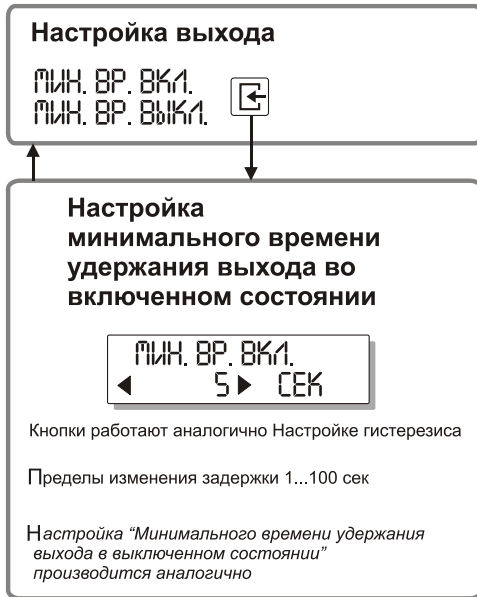 Настройка выхода
МИН. ВР. ВКЛ.
МИН. ВР. ВЫКЛ.
Настройка
минимального времени
удержания выхода во
включенном состоянии
МИН. ВР. ВКЛ.
◀ 5 ▶ СЕК
Кнопки работают аналогично Настройке гистерезиса
Пределы изменения задержки 1...100 сек
Настройка “Минимального времени удержания
выхода в выключенном состоянии”
производится аналогично